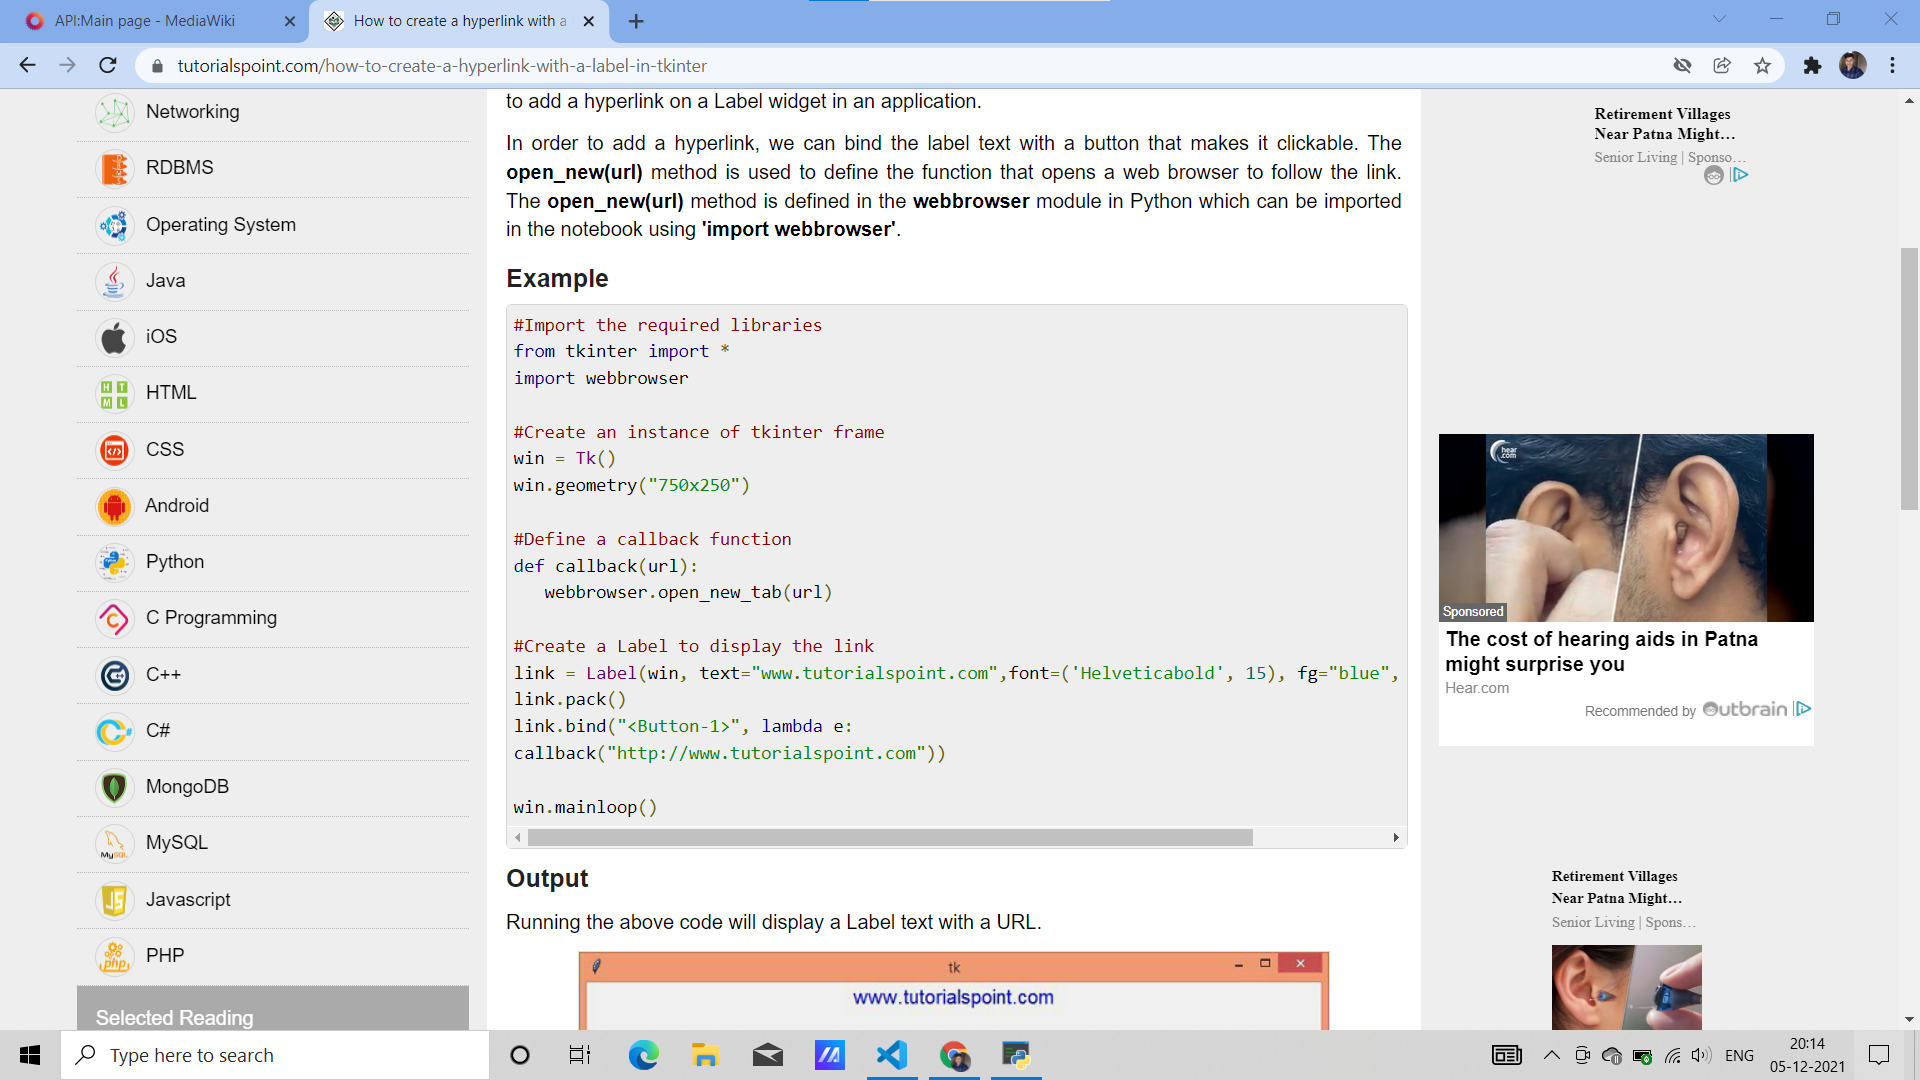 API:Main page - MediaWiki
How to create a hyperlink with a
tutorialspoint.com/how-to-create-a-hyperlink-with-a-label-in-tkinter
Networking
RDBMS
Operating System
Java
iOS
HTML
CSS
Android
Python
C Programming
C++
C#
MongoDB
MySQL
Javascript
PHP
Selected Reading
to add a hyperlink on a Label widget in an application.
In order to add a hyperlink, we can bind the label text with a button that makes it clickable. The
open_new(url) method is used to define the function that opens a web browser to follow the link.
The open_new(url) method is defined in the webbrowser module in Python which can be imported
in the notebook using 'import webbrowser'.
Example
#Import the required libraries
from tkinter import *
import webbrowser
#Create an instance of tkinter frame
win = Tk()
win.geometry("750x250")
#Define a callback function
def callback(url):
   webbrowser.open_new_tab(url)
#Create a Label to display the link
link = Label(win, text="www.tutorialspoint.com",font=('Helveticabold', 15), fg="blue",
link.pack()
link.bind("<Button-1>", lambda e:
callback("http://www.tutorialspoint.com"))
win.mainloop()
Output
Running the above code will display a Label text with a URL.
tk
www.tutorialspoint.com
Retirement Villages
Near Patna Might...
Senior Living | Sponso...
hear
.com
Sponsored
The cost of hearing aids in Patna
might surprise you
Hear.com
Recommended by Outbrain
Retirement Villages
Near Patna Might...
Senior Living | Spons...
Type here to search
ENG
20:14
05-12-2021